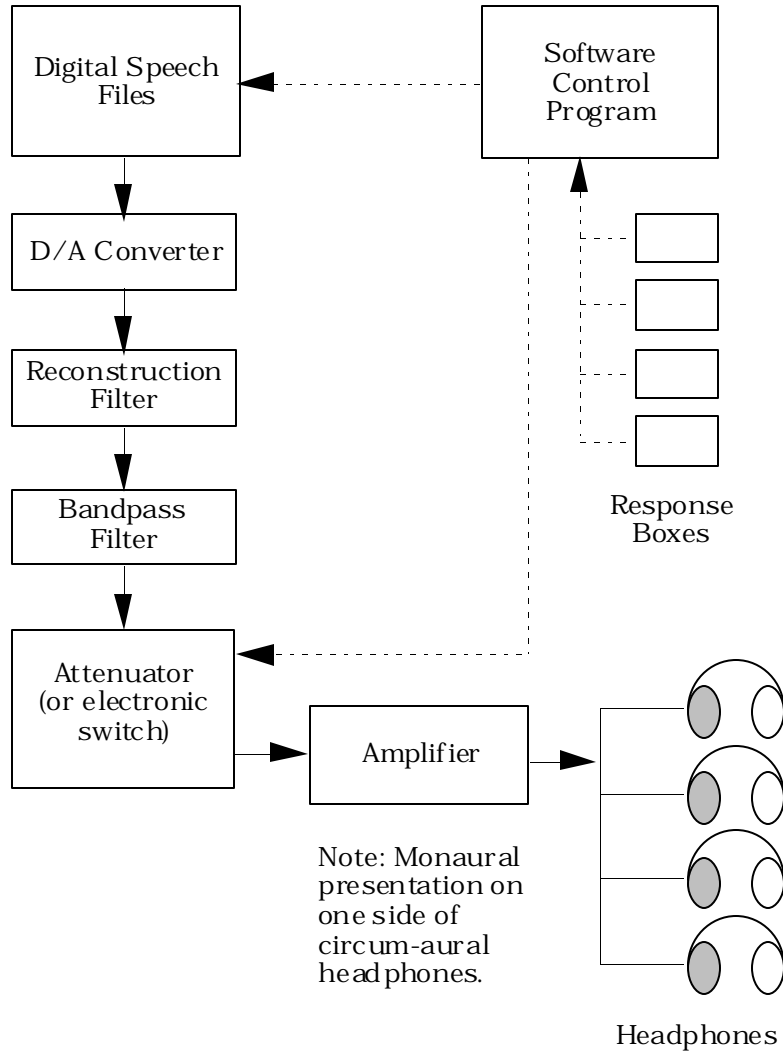 Digital Speech
Files
Software
Control
Program
D/A Converter
Reconstruction
Filter
Bandpass
Filter
Response
Boxes
Attenuator
(or electronic
switch)
Amplifier
Note: Monaural
presentation on
one side of
circum-aural
headphones.
Headphones